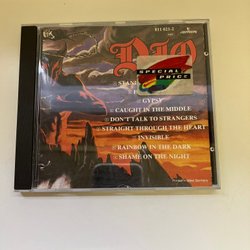 811 021-2
DIO
SPECIAL
PRICE
STAND
GYPSY
CAUGHT IN THE MIDDLE
DON'T TALK TO STRANGERS
STRAIGHT THROUGH THE HEART
INVISIBLE
RAINBOW IN THE DARK
SHAME ON THE NIGHT